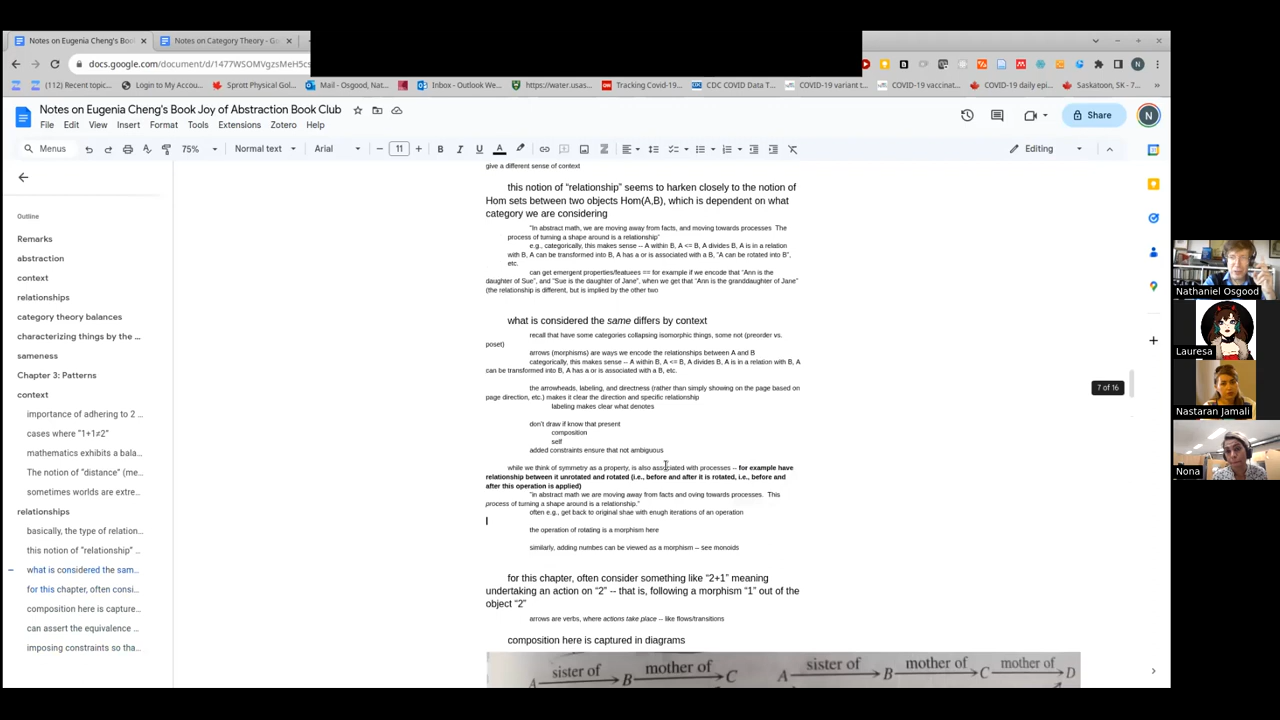 Notes on Eugenia Cheng's Boo
Notes on Category Theory - G
docs.google.com/document/d/1477WSOMVgzsMeH5cs
(112) Recent topic...
Login to My Accou...
Sprott Physical Gol...
Mail - Osgood, Nat...
Inbox - Outlook We...
https://water.usas...
Tracking Covid-19...
CDC COVID Data T...
COVID-19 variant t...
COVID-19 vaccinat...
COVID-19 daily epi...
Saskatoon, SK - 7...
Notes on Eugenia Cheng's Book Joy of Abstraction Book Club
File Edit View Insert Format Tools Extensions Zotero Help
Share
Menus
75%
Normal text
Arial
11
Editing
Outline
Remarks
abstraction
context
relationships
category theory balances
characterizing things by the ...
sameness
Chapter 3: Patterns
context
importance of adhering to 2 ...
cases where "1+1≠2"
mathematics exhibits a bala...
The notion of "distance" (me...
sometimes worlds are extre...
relationships
basically, the type of relation...
this notion of "relationship" ...
what is considered the sam...
for this chapter, often consi...
composition here is capture...
can assert the equivalence ...
imposing constraints so tha...
give a different sense of context
this notion of "relationship" seems to harken closely to the notion of
Hom sets between two objects Hom(A,B), which is dependent on what
category we are considering
"In abstract math, we are moving away from facts, and moving towards processes The
process of turning a shape around is a relationship"
e.g., categorically, this makes sense -- A within B, A <= B, A divides B, A is in a relation
with B, A can be transformed into B, A has a or is associated with a B, "A can be rotated into B",
etc.
can get emergent properties/featuees == for example if we encode that "Ann is the
daughter of Sue", and "Sue is the daughter of Jane", when we get that "Ann is the granddaughter of Jane"
(the relationship is different, but is implied by the other two
what is considered the same differs by context
recall that have some categories collapsing isomorphic things, some not (preorder vs.
poset)
arrows (morphisms) are ways we encode the relationships between A and B
categorically, this makes sense -- A within B, A <= B, A divides B, A is in a relation with B, A
can be transformed into B, A has a or is associated with a B, etc.
the arrowheads, labeling, and directness (rather than simply showing on the page based on
page direction, etc.) makes it clear the direction and specific relationship
labeling makes clear what denotes
don't draw if know that present
composition
self
added constraints ensure that not ambiguous
while we think of symmetry as a property, is also associated with processes -- for example have
relationship between it unrotated and rotated (i.e., before and after it is rotated, i.e., before and
after this operation is applied)
"In abstract math we are moving away from facts and oving towards processes. This
process of turning a shape around is a relationship."
often e.g., get back to original shae with enugh iterations of an operation
the operation of rotating is a morphism here
similarly, adding numbes can be viewed as a morphism -- see monoids
for this chapter, often consider something like "2+1" meaning
undertaking an action on "2" -- that is, following a morphism "1" out of the
object "2"
arrows are verbs, where actions take place -- like flows/transitions
composition here is captured in diagrams
sister of mother of sister of mother of mother of
A B C A B C D
7 of 16
Nathaniel Osgood
Lauresa
Nastaran Jamali
Nona